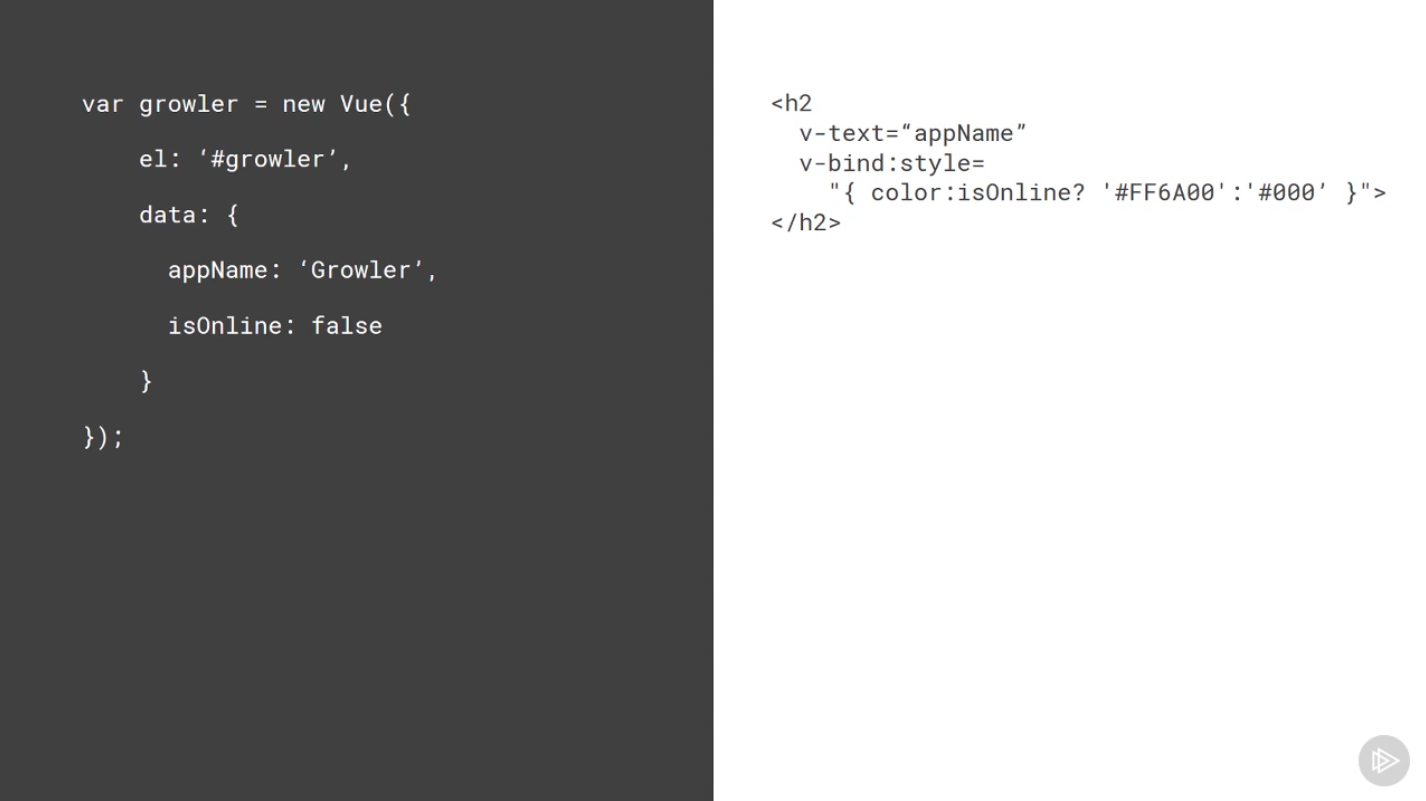 var growler = new Vue({
el: ‘#growler’,
data: {
appName: ‘Growler’,
isOnline: false
}
});
<h2
v-text=“appName”
v-bind:style=
"{ color:isOnline? '#FF6A00':'#000’ }">
</h2>